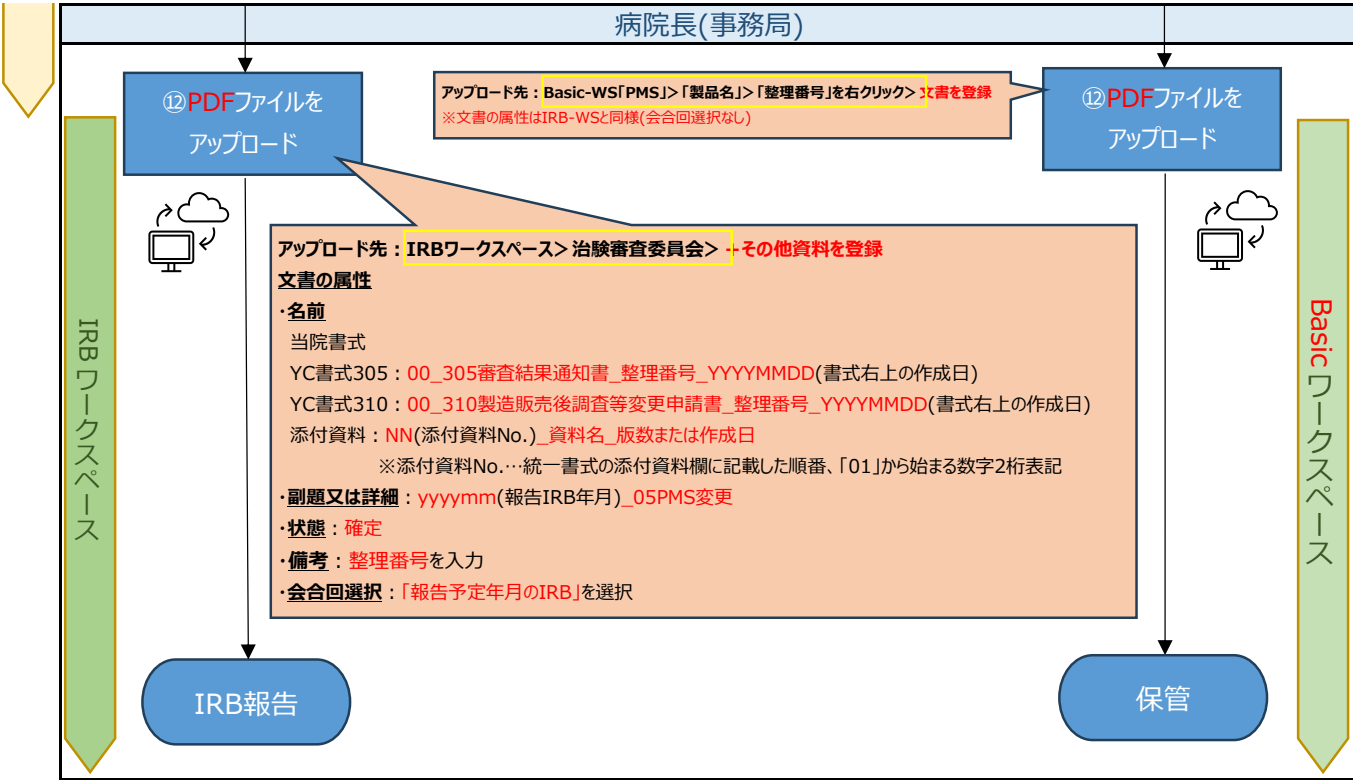 病院長(事務局)
⑫PDFファイルを
アップロード
アップロード先：Basic-WS「PMS」>「製品名」>「整理番号」を右クリック> 文書を登録
※文書の属性はIRB-WSと同様(会合回選択なし)
⑫PDFファイルを
アップロード
アップロード先：IRBワークスペース> 治験審査委員会> +その他資料を登録
文書の属性
・名前
当院書式
YC書式305：00_305審査結果通知書_整理番号_YYYYMMDD(書式右上の作成日)
YC書式310：00_310製造販売後調査等変更申請書_整理番号_YYYYMMDD(書式右上の作成日)
添付資料：NN(添付資料No.)_資料名_版数または作成日
※添付資料No.…統一書式の添付資料欄に記載した順番、「01」から始まる数字2桁表記
・副題又は詳細：yyyymm(報告IRB年月)_05PMS変更
・状態：確定
・備考：整理番号を入力
・会合回選択：「報告予定年月のIRB」を選択
IRBワークスペース
Basicワークスペース
IRB報告
保管